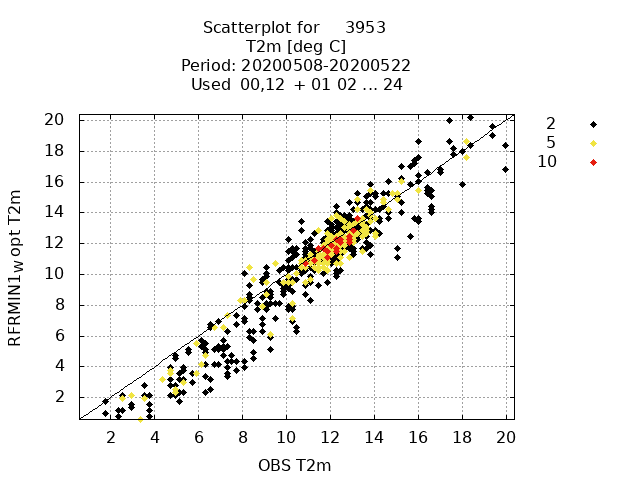 Scatterplot for 3953
T2m [deg C]
Period: 20200508-20200522
Used 00,12 + 01 02 ... 24
2
5
10
20
18
16
14
12
10
8
6
4
2
RFRMIN1_W opt T2m
2 4 6 8 10 12 14 16 18 20
OBS T2m